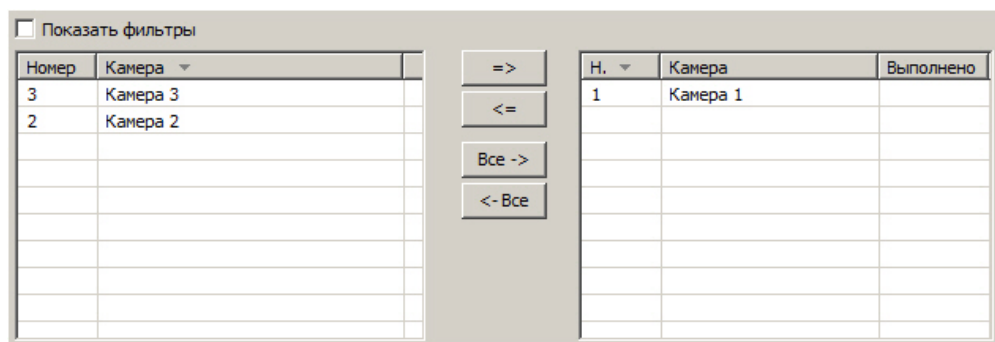 Показать фильтры
Номер Камера
3 Камера 3
2 Камера 2
=>
<=
Все ->
<- Все
Н. Камера Выполнено
1 Камера 1